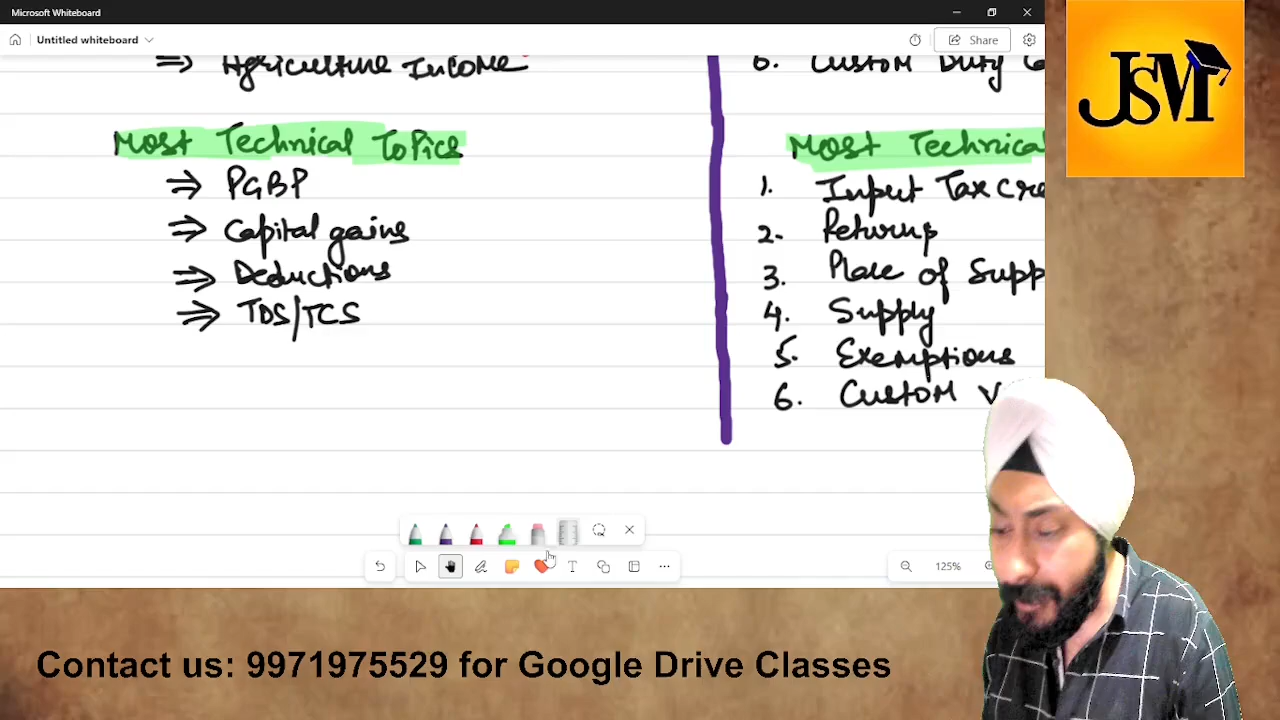 Microsoft Whiteboard
Untitled whiteboard
Share
⇒ Agriculture Income
Most Technical Topics
⇒ PGBP
⇒ Capital gains
⇒ Deductions
⇒ TDS/TCS
6. Custom Duty
Most Technical
1. Input Tax Cre
2. Returns
3. Place of Supp
4. Supply
5. Exemptions
6. Custom V
125%
JSM
Contact us: 9971975529 for Google Drive Classes